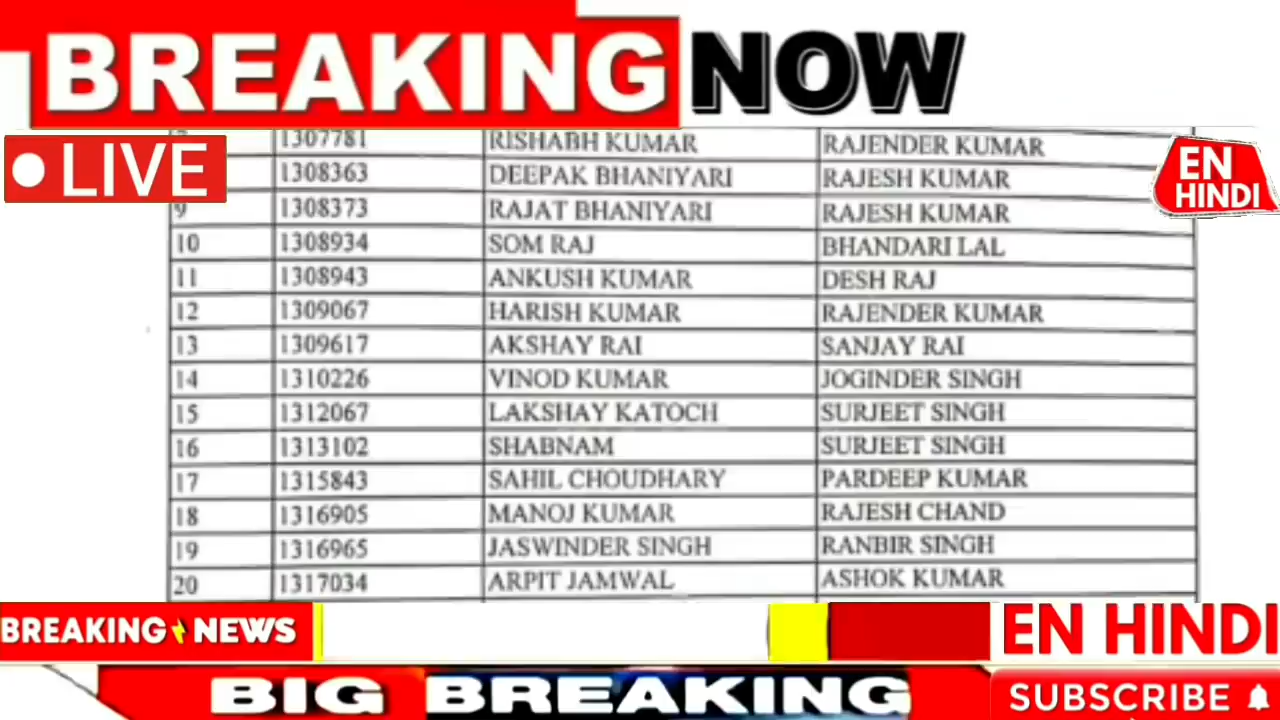 BREAKING NOW
LIVE
EN
HINDI
1307781 RISHABH KUMAR RAJENDER KUMAR
1308363 DEEPAK BHANIYARI RAJESH KUMAR
9 1308373 RAJAT BHANIYARI RAJESH KUMAR
10 1308934 SOM RAJ BHANDARI LAL
11 1308943 ANKUSH KUMAR DESH RAJ
12 1309067 HARISH KUMAR RAJENDER KUMAR
13 1309617 AKSHAY RAI SANJAY RAI
14 1310226 VINOD KUMAR JOGINDER SINGH
15 1312067 LAKSHAY KATOCH SURJEET SINGH
16 1313102 SHABNAM SURJEET SINGH
17 1315843 SAHIL CHOUDHARY PARDEEP KUMAR
18 1316905 MANOJ KUMAR RAJESH CHAND
19 1316965 JASWINDER SINGH RANBIR SINGH
20 1317034 ARPIT JAMWAL ASHOK KUMAR
BREAKING NEWS
EN HINDI
BIG BREAKING
SUBSCRIBE